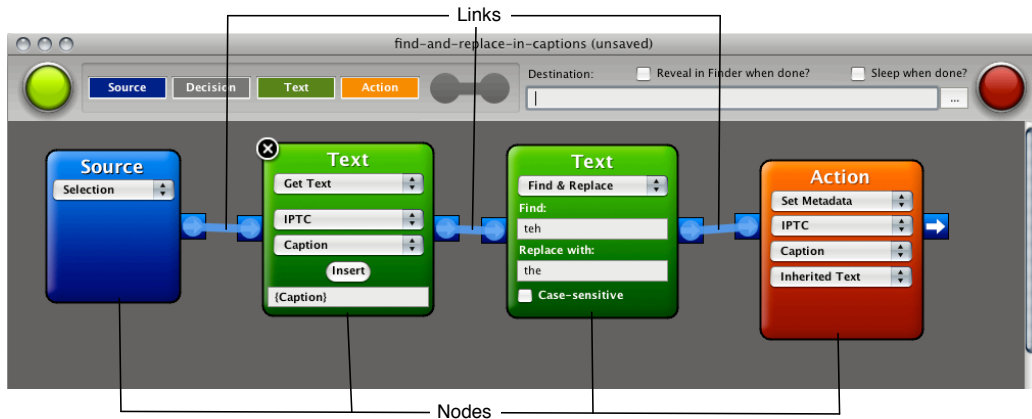 Links
find-and-replace-in-captions (unsaved)
Source
Decision
Text
Action
Destination:
Reveal in Finder when done?
Sleep when done?
...
Source
Selection
Text
Get Text
IPTC
Caption
Insert
{Caption}
Text
Find & Replace
Find:
teh
Replace with:
the
Case-sensitive
Action
Set Metadata
IPTC
Caption
Inherited Text
Nodes